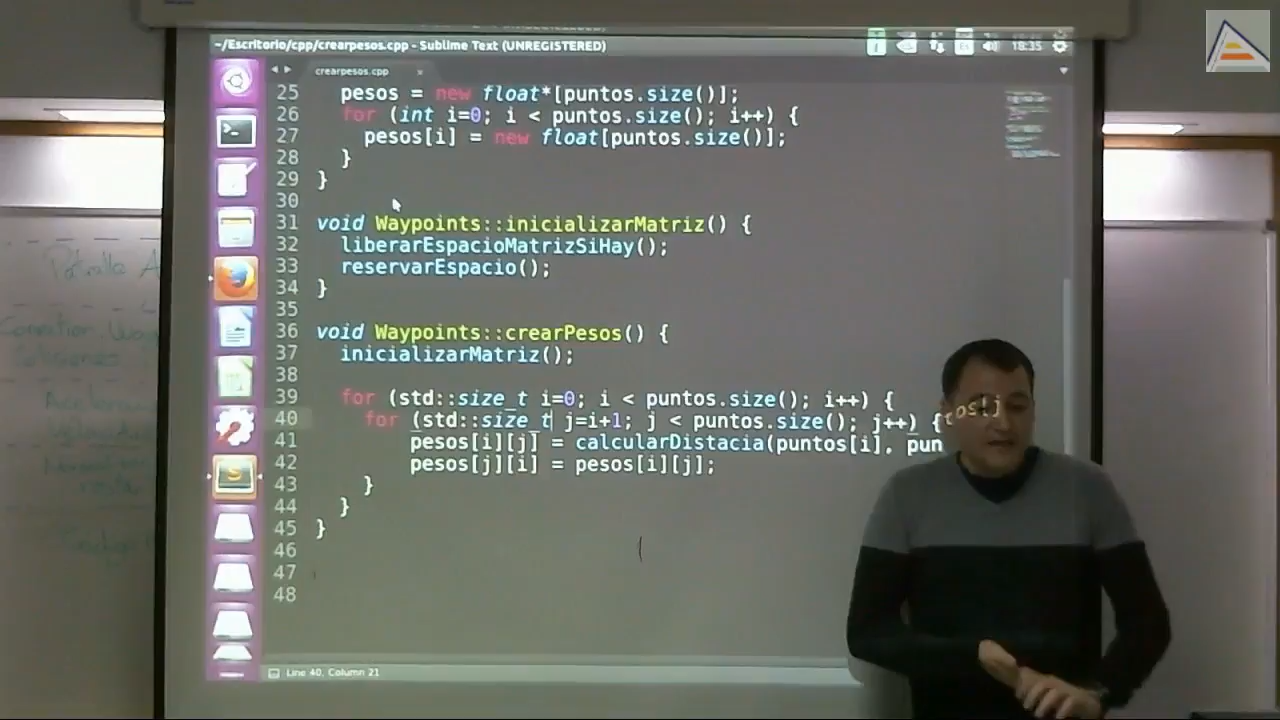 ~/Escritorio/cpp/crearpesos.cpp - Sublime Text (UNREGISTERED)
18:35
crearpesos.cpp ×
25 pesos = new float*[puntos.size()];
26 for (int i=0; i < puntos.size(); i++) {
27 pesos[i] = new float[puntos.size()];
28 }
29 }
30
31 void Waypoints::inicializarMatriz() {
32 liberarEspacioMatrizSiHay();
33 reservarEspacio();
34 }
35
36 void Waypoints::crearPesos() {
37 inicializarMatriz();
38
39 for (std::size_t i=0; i < puntos.size(); i++) {
40 for (std::size_t j=i+1; j < puntos.size(); j++) {
41 pesos[i][j] = calcularDistacia(puntos[i], pun
42 pesos[j][i] = pesos[i][j];
43 }
44 }
45 }
46
47
48
Line 40, Column 21